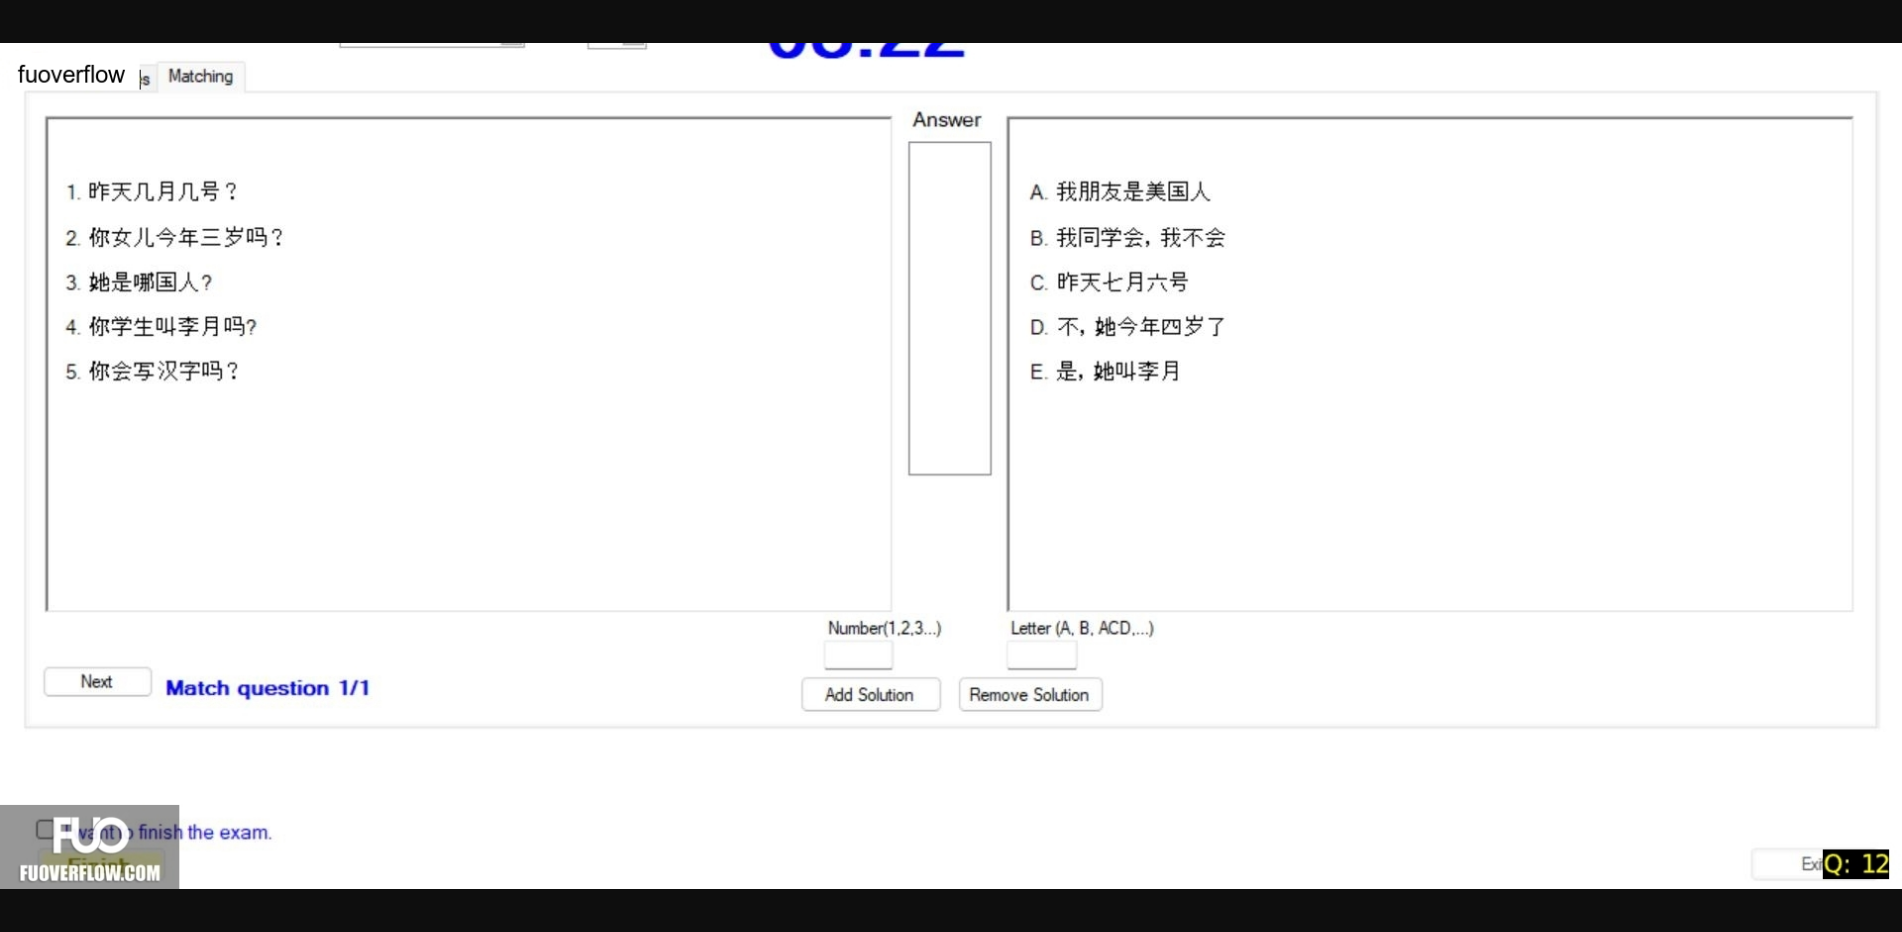 08:22
fuoverflow
s Matching
Answer
1. 昨天几月几号？
2. 你女儿今年三岁吗？
3. 她是哪国人?
4. 你学生叫李月吗?
5. 你会写汉字吗？
A. 我朋友是美国人
B. 我同学会, 我不会
C. 昨天七月六号
D. 不, 她今年四岁了
E. 是, 她叫李月
Number(1,2,3...)
Letter (A, B, ACD,...)
Next
Match question 1/1
Add Solution
Remove Solution
I want to finish the exam.
FUO
Finish
FUOVERFLOW.COM
Exi
Q: 12